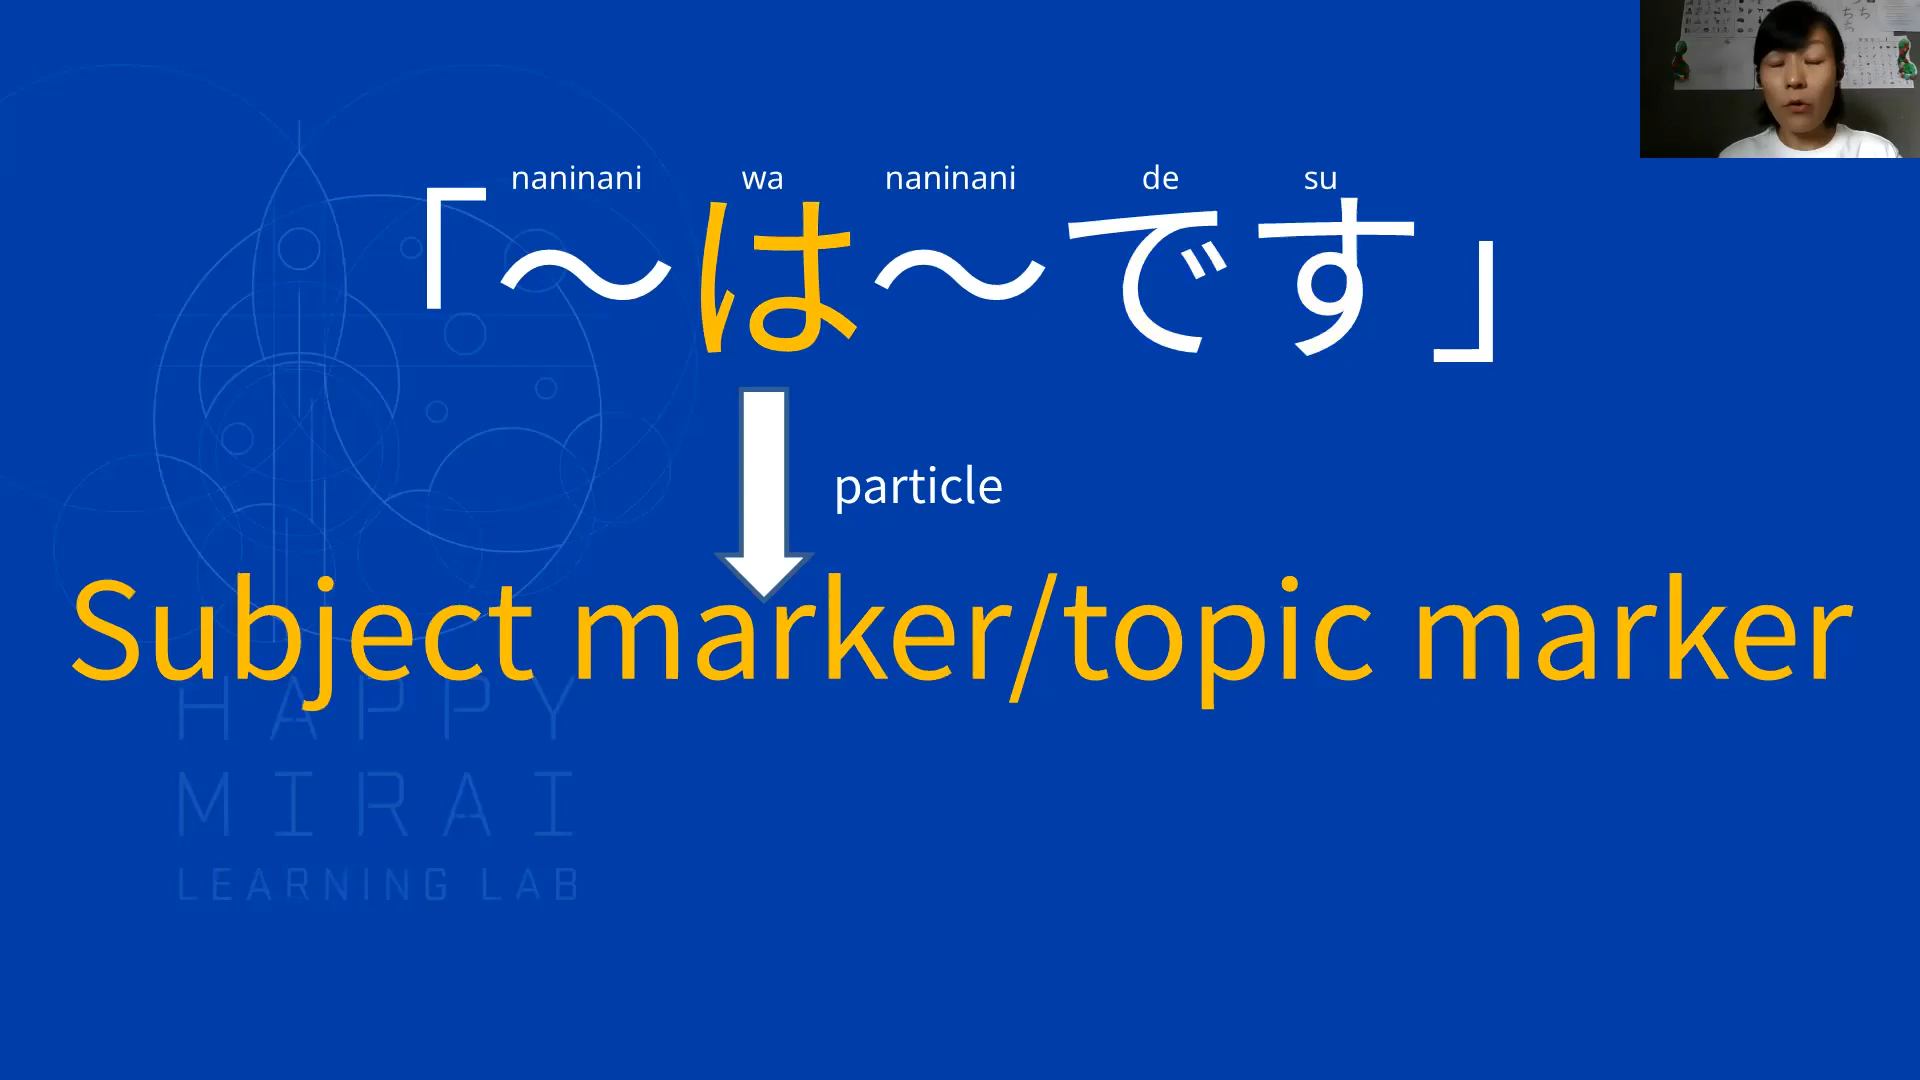 naninani wa naninani de su
「～は～です」
particle
Subject marker/topic marker
HAPPY
MIRAI
LEARNING LAB